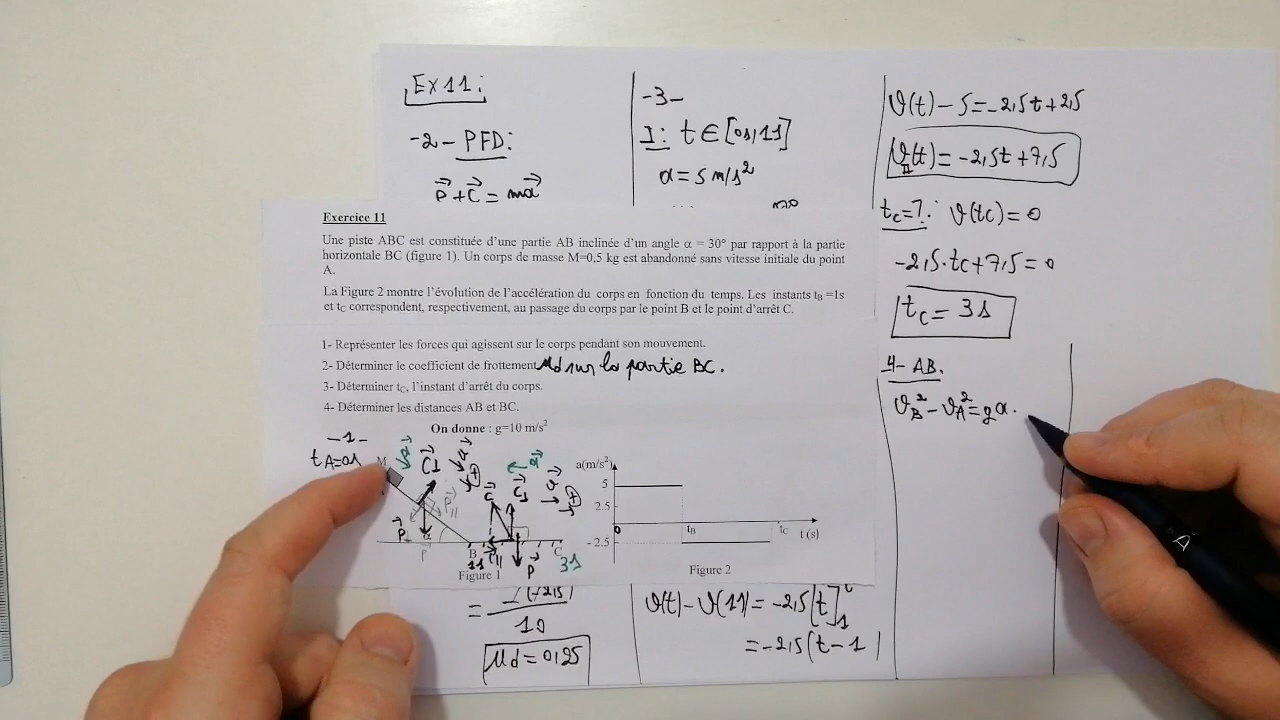 Ex 11:
-2- PFD:
P⃗ + C⃗ = ma⃗
-3-
I: t ∈ [0s, 1s]
a = 5 m/s²
Exercice 11
Une piste ABC est constituée d'une partie AB inclinée d'un angle α = 30° par rapport à la partie
horizontale BC (figure 1). Un corps de masse M=0,5 kg est abandonné sans vitesse initiale du point
A.
La Figure 2 montre l'évolution de l'accélération du corps en fonction du temps. Les instants tB =1s
et tC correspondent, respectivement, au passage du corps par le point B et le point d'arrêt C.
1- Représenter les forces qui agissent sur le corps pendant son mouvement.
2- Déterminer le coefficient de frottement μd sur la partie BC.
3- Déterminer tC, l'instant d'arrêt du corps.
4- Déterminer les distances AB et BC.
On donne : g=10 m/s²
-1-
tA=0s
M
C⃗
P⃗
B
1s
C
3s
Figure 1
a(m/s²)
5
2.5
0
- 2.5
tB
tC
t (s)
Figure 2
= -(-2,5)
10
μd = 0,25
v(t) - v(1) = -2,5[t]
= -2,5(t - 1)
v(t) - 5 = -2,5t + 2,5
v(t) = -2,5t + 7,5
tC = ?: v(tC) = 0
-2,5·tC + 7,5 = 0
tC = 3s
4- AB.
vB² - vA² = 2a·